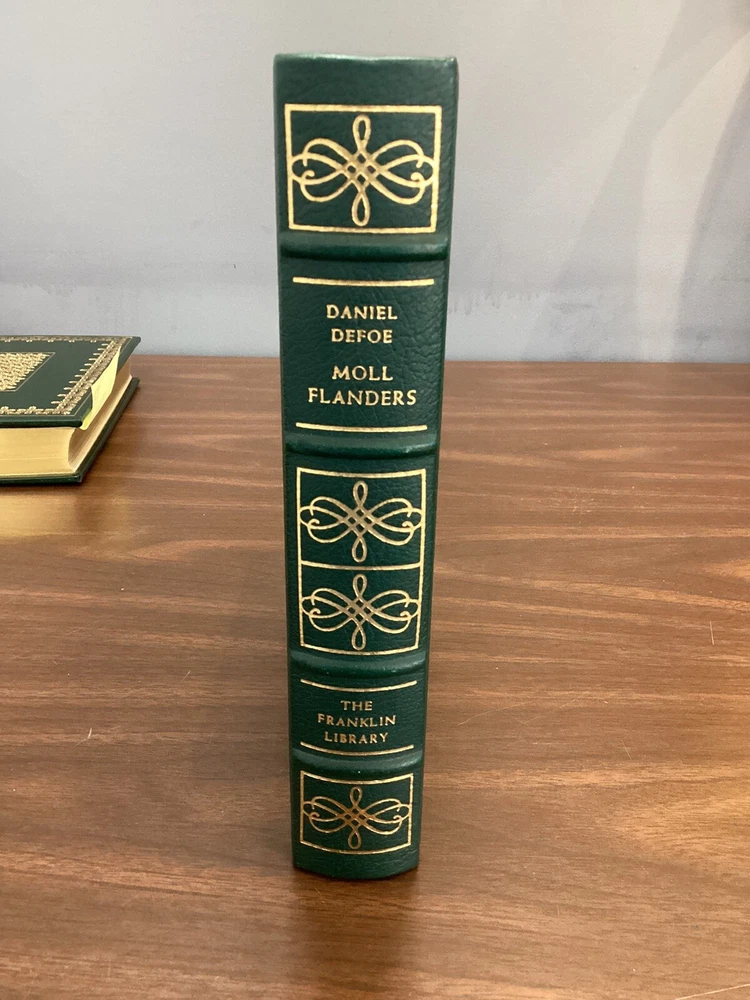 DANIEL
DEFOE
MOLL
FLANDERS
THE
FRANKLIN
LIBRARY